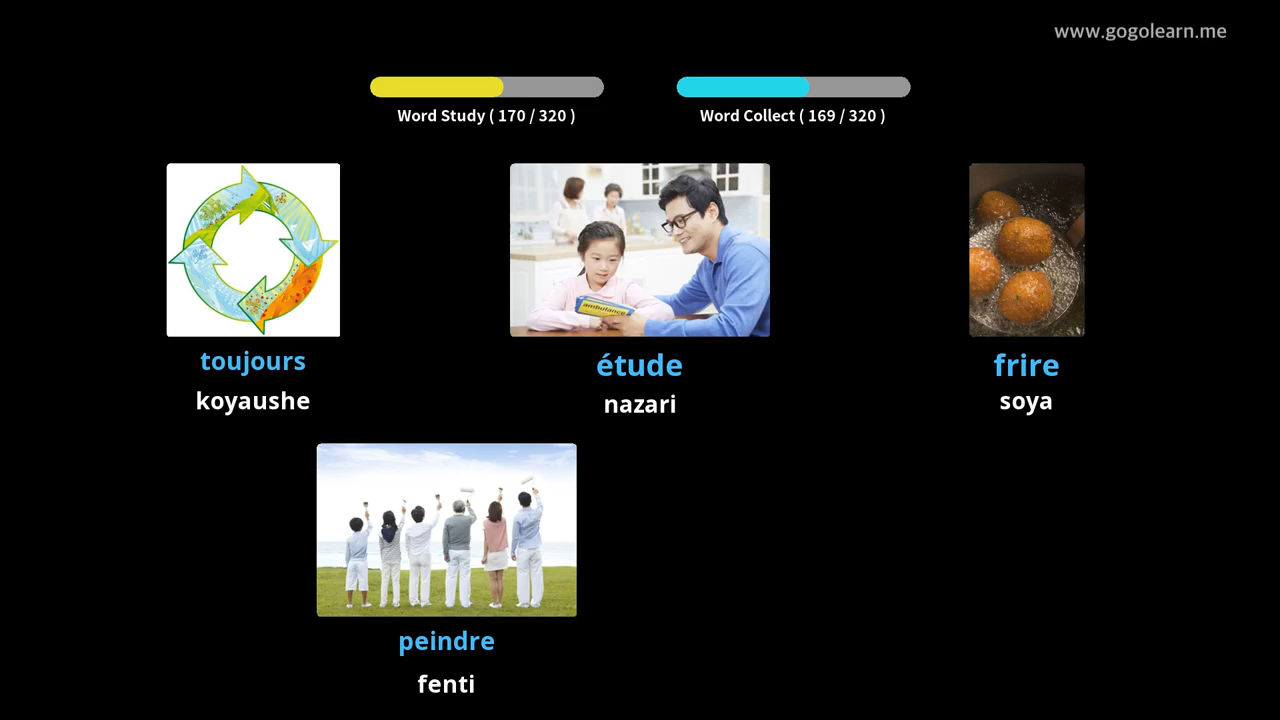 www.gogolearn.me
Word Study ( 170 / 320 )
Word Collect ( 169 / 320 )
ambulance
toujours
koyaushe
étude
nazari
frire
soya
peindre
fenti